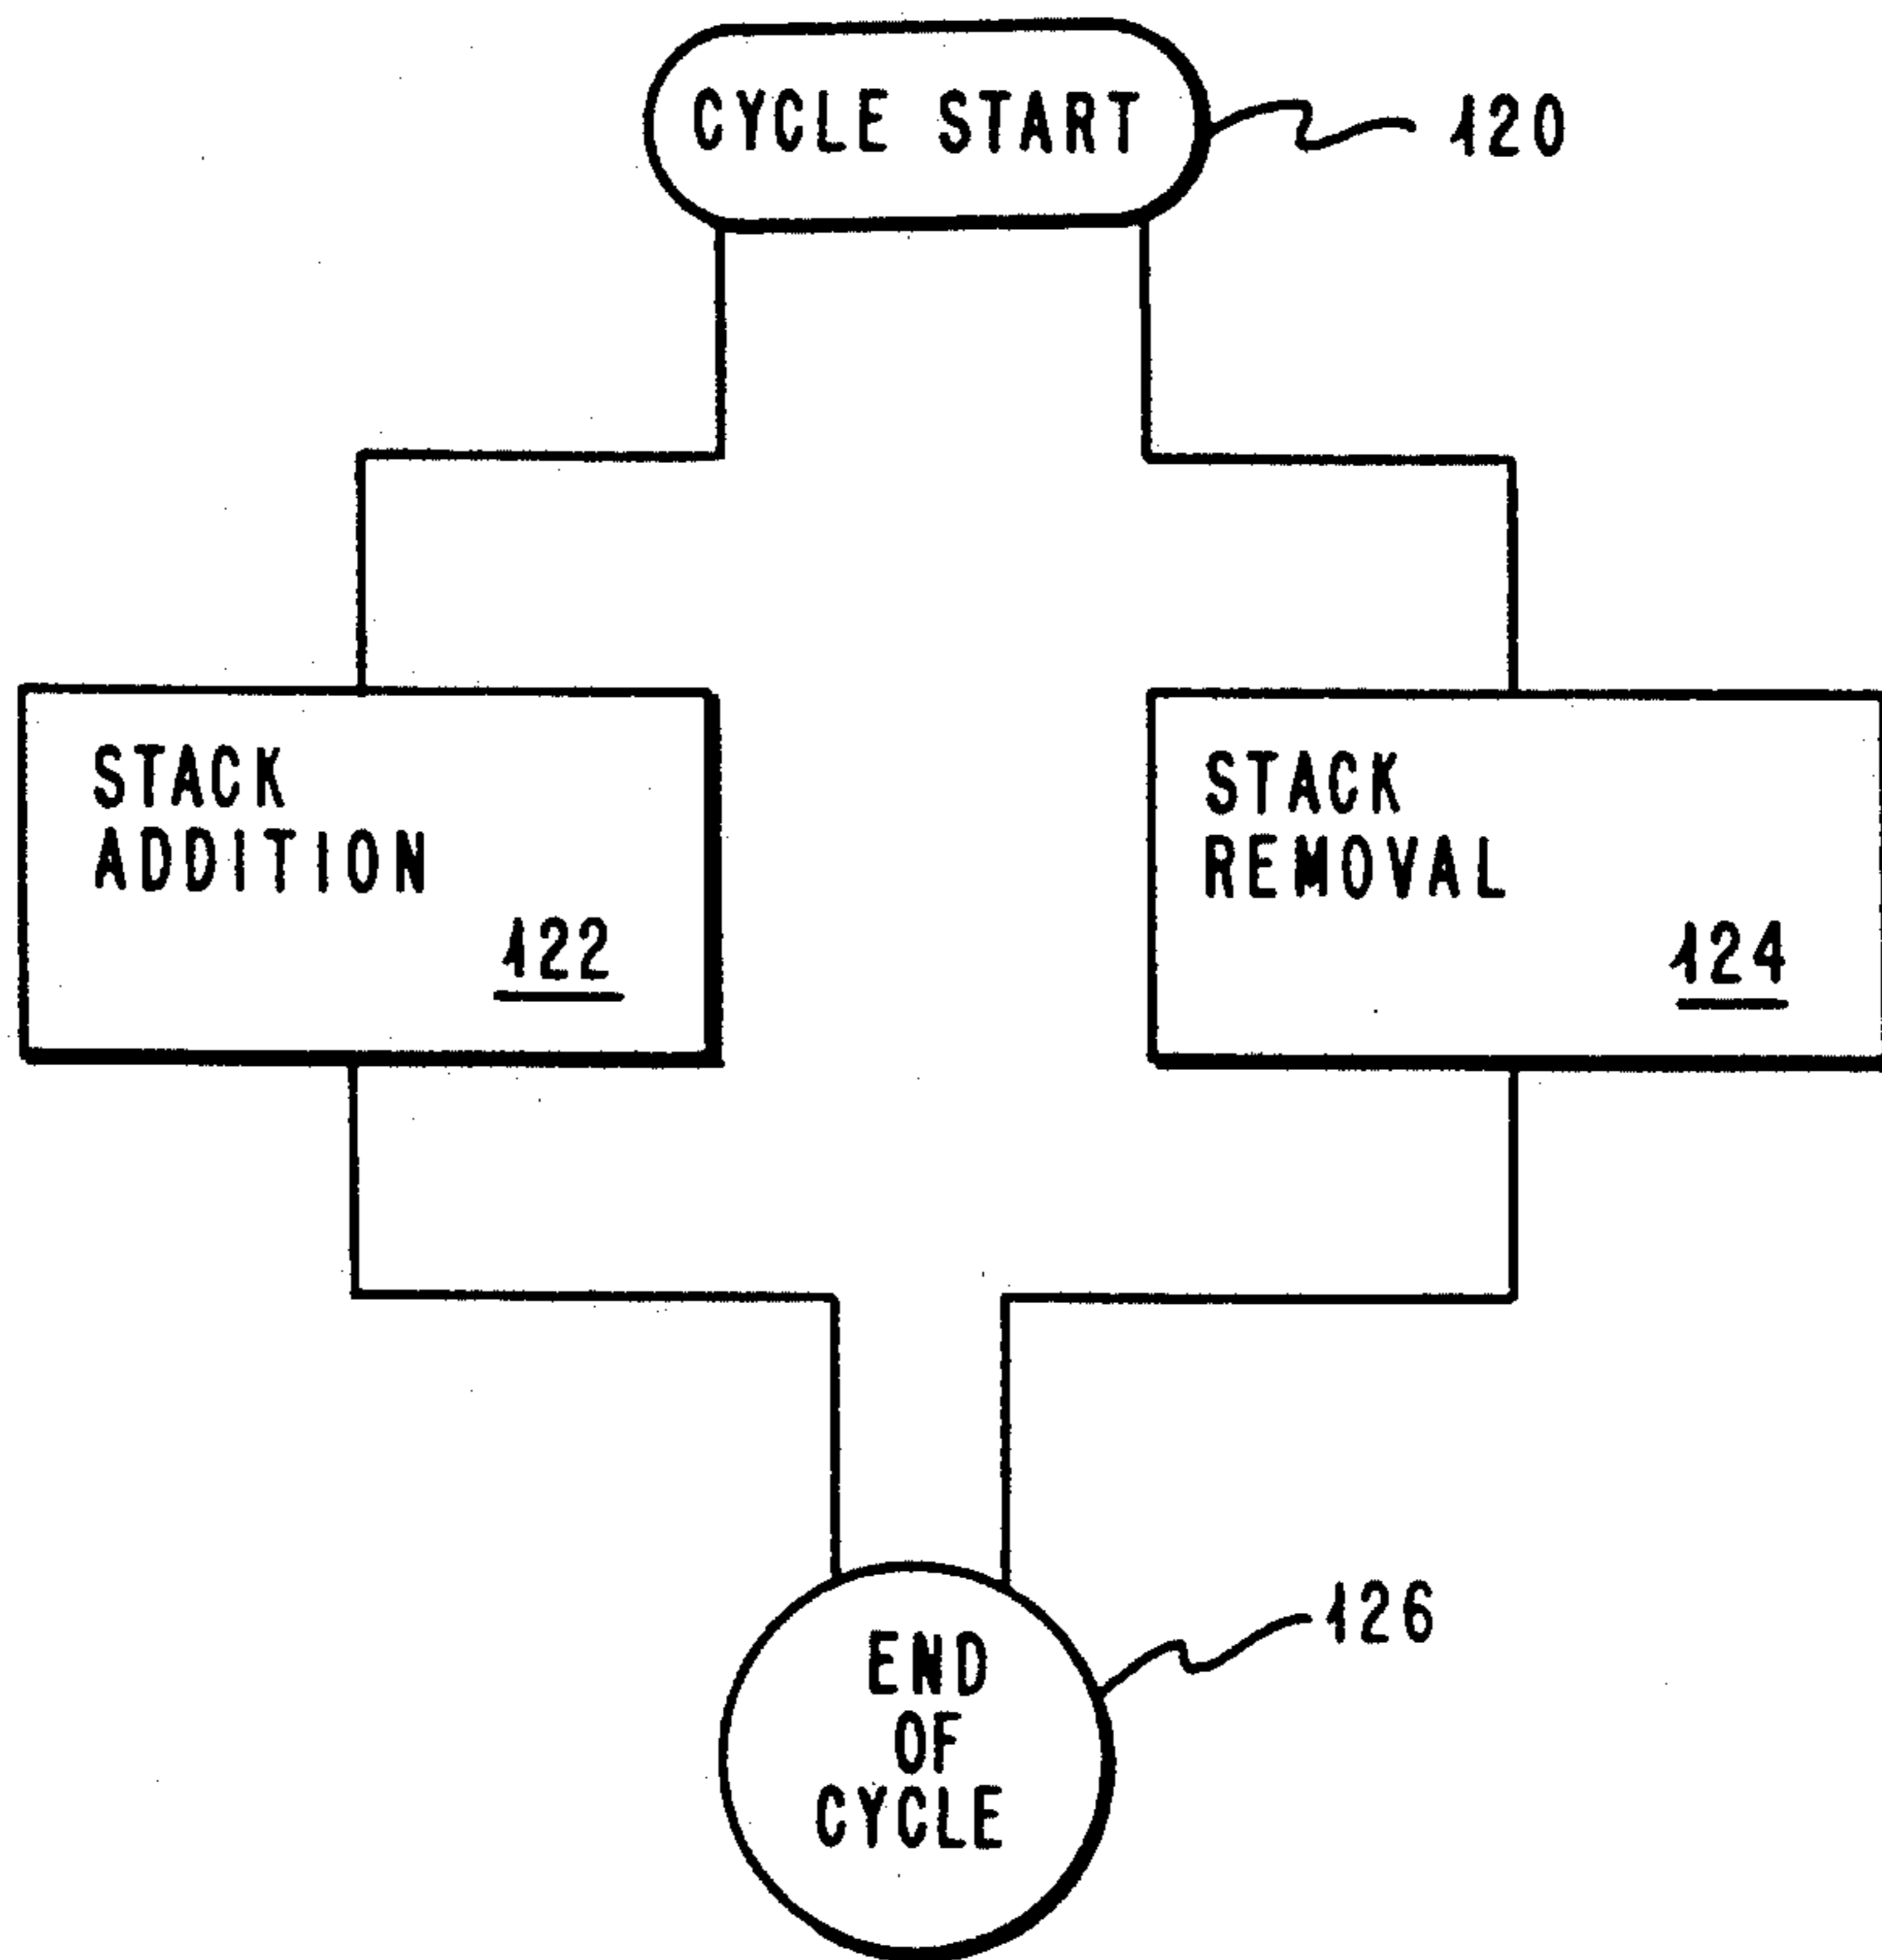 CYCLE START
120
STACK
ADDITION
122
STACK
REMOVAL
124
126
END
OF
CYCLE